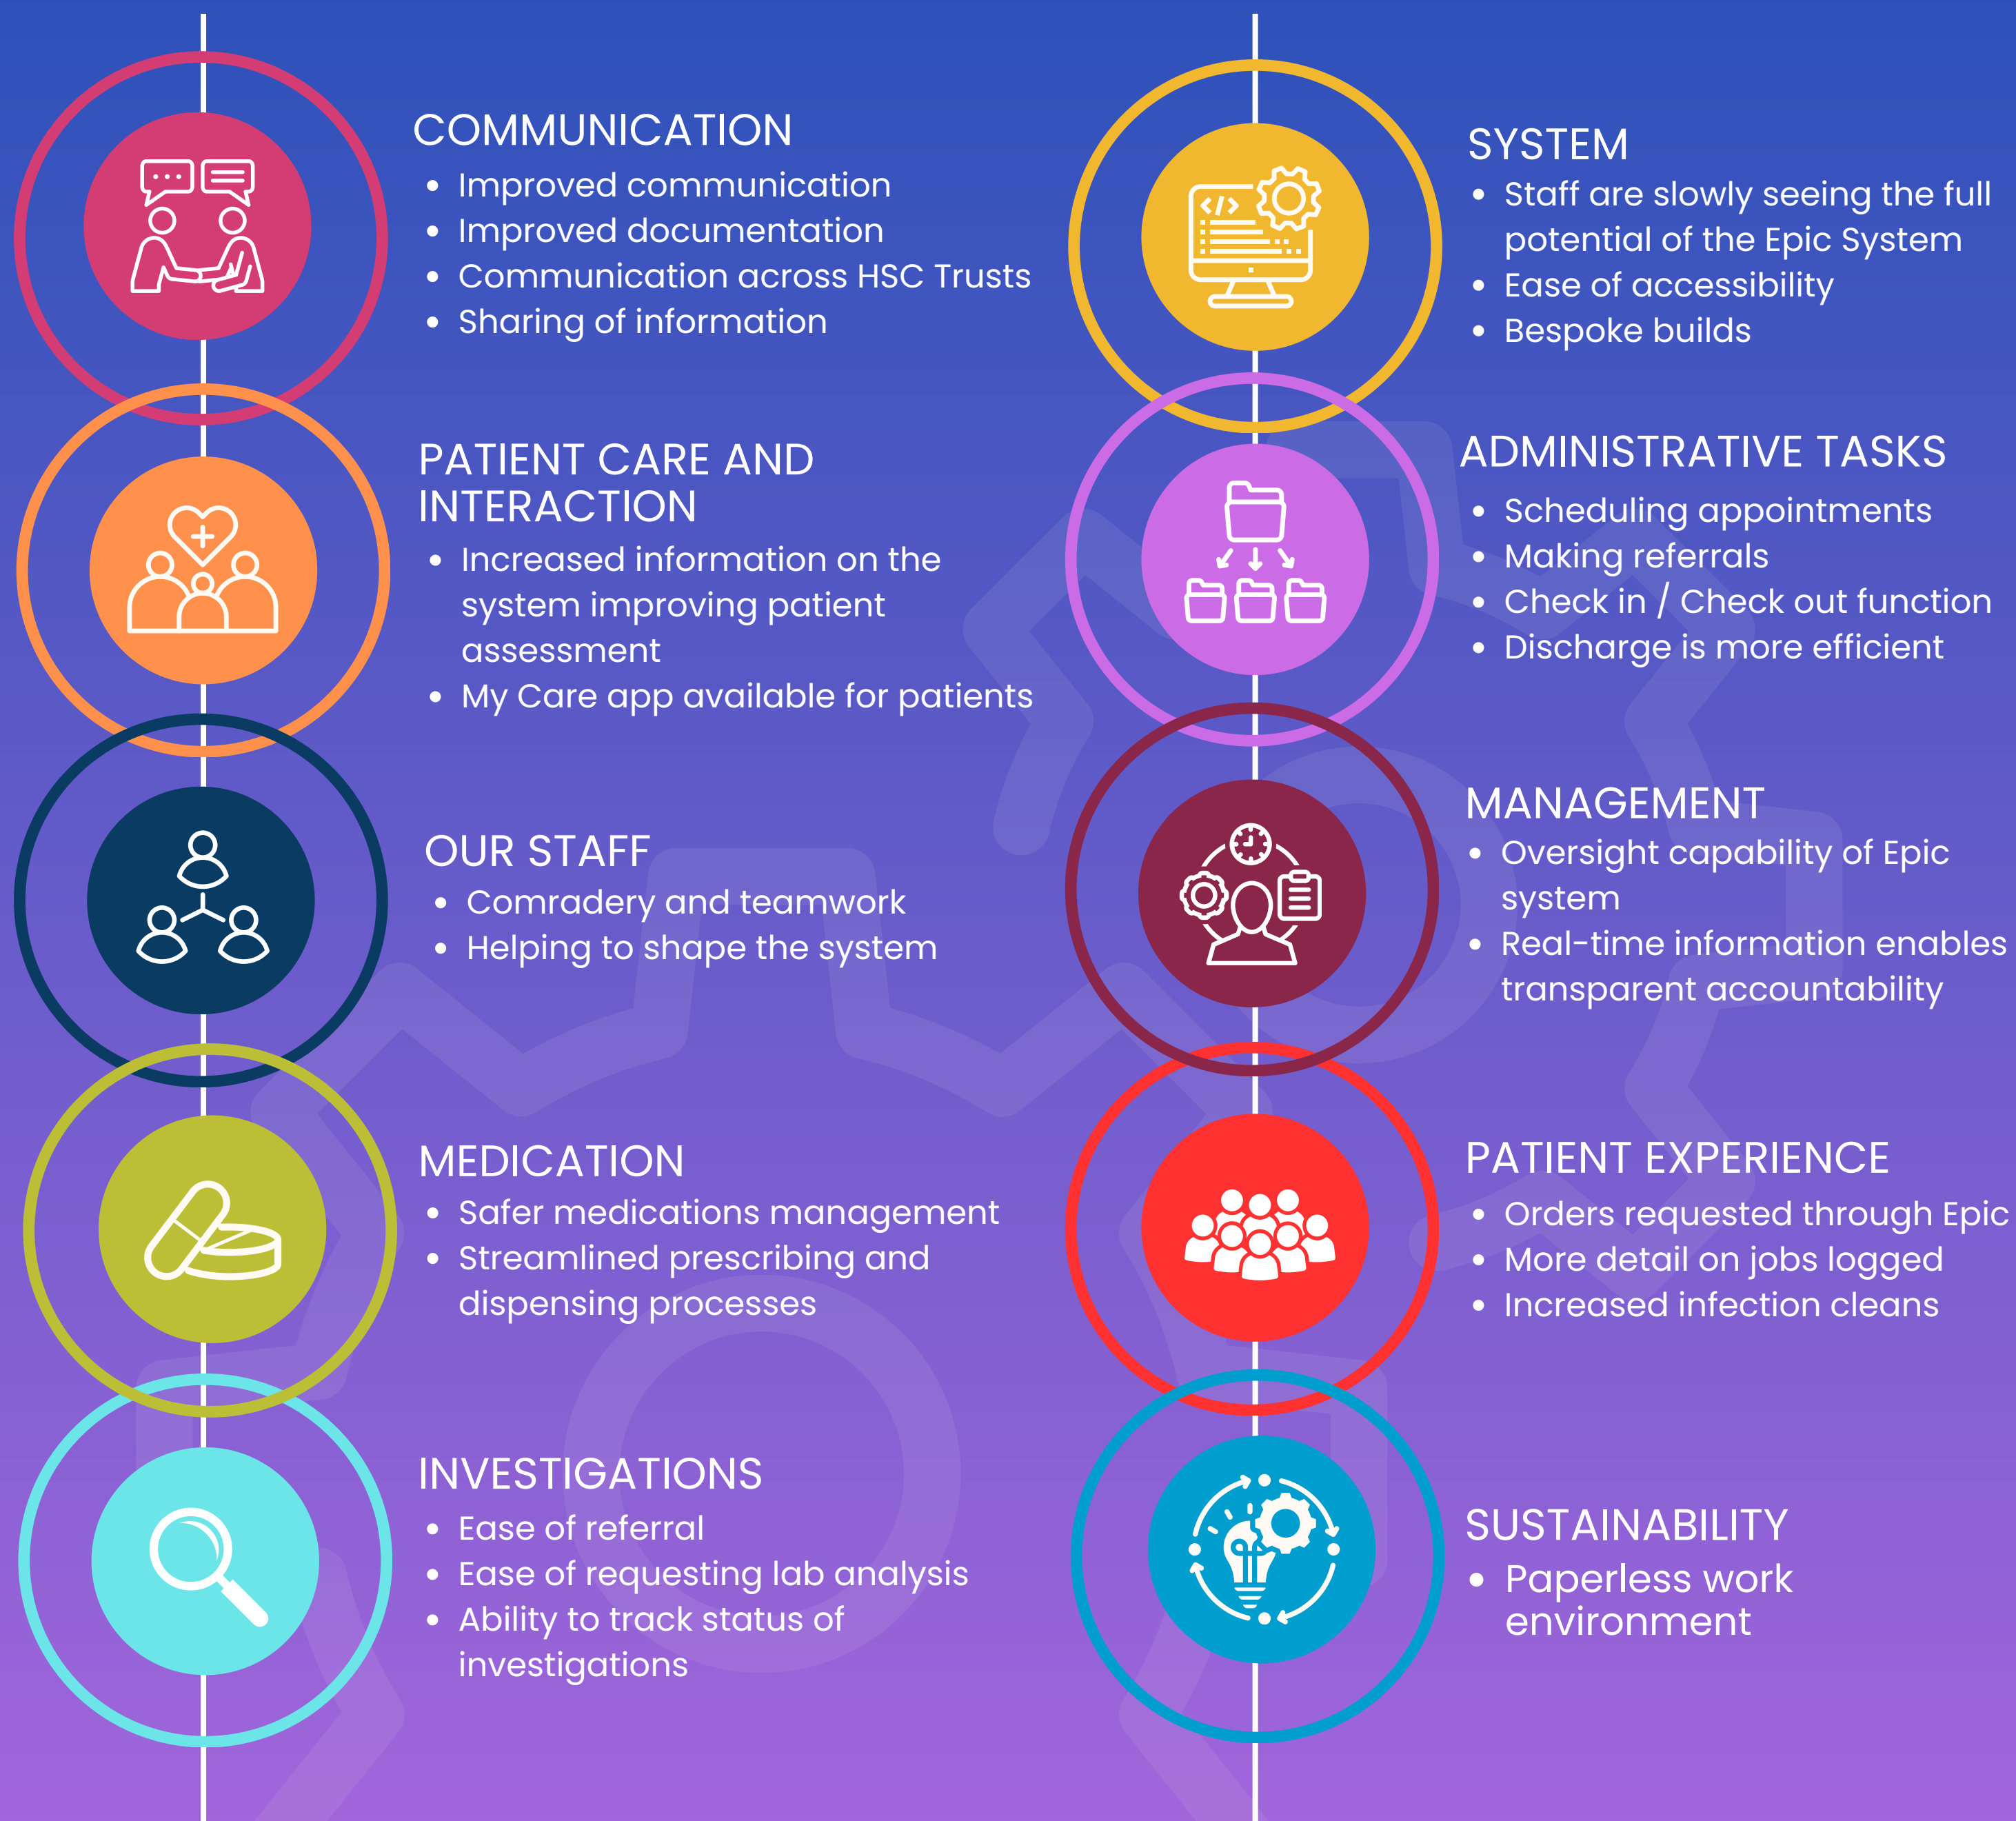 COMMUNICATION
• Improved communication
• Improved documentation
• Communication across HSC Trusts
• Sharing of information
PATIENT CARE AND
INTERACTION
• Increased information on the
system improving patient
assessment
• My Care app available for patients
OUR STAFF
• Comradery and teamwork
• Helping to shape the system
MEDICATION
• Safer medications management
• Streamlined prescribing and
dispensing processes
INVESTIGATIONS
• Ease of referral
• Ease of requesting lab analysis
• Ability to track status of
investigations
SYSTEM
• Staff are slowly seeing the full
potential of the Epic System
• Ease of accessibility
• Bespoke builds
ADMINISTRATIVE TASKS
• Scheduling appointments
• Making referrals
• Check in / Check out function
• Discharge is more efficient
MANAGEMENT
• Oversight capability of Epic
system
• Real-time information enables
transparent accountability
PATIENT EXPERIENCE
• Orders requested through Epic
• More detail on jobs logged
• Increased infection cleans
SUSTAINABILITY
• Paperless work
environment